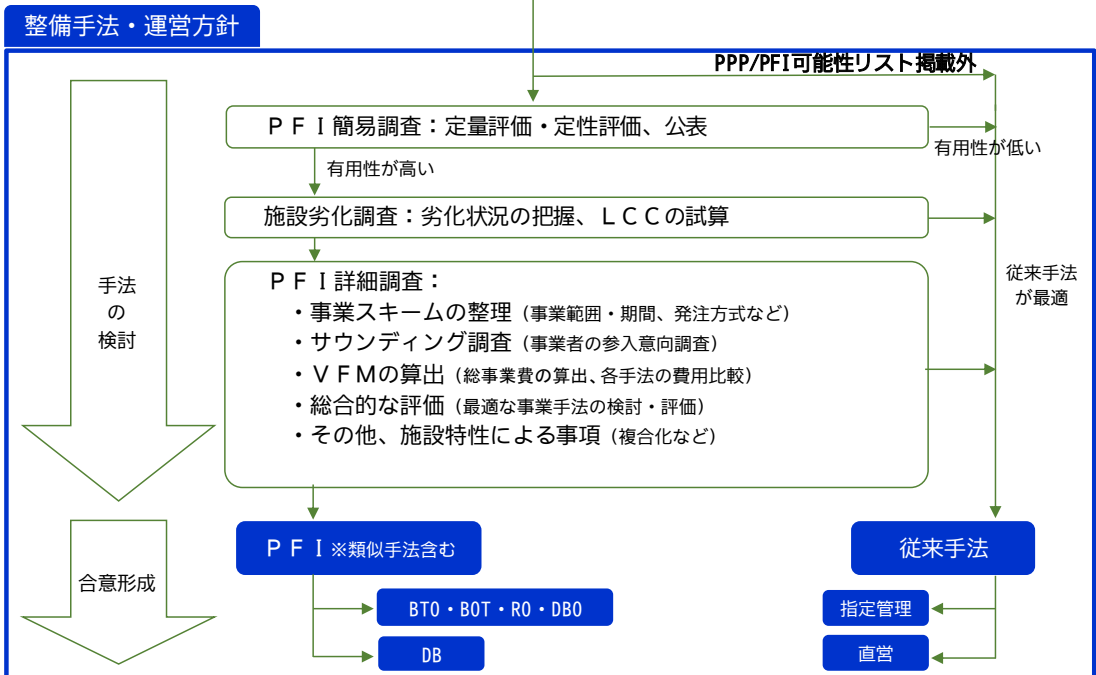 整備手法・運営方針
PPP/PFI可能性リスト掲載外
ＰＦＩ簡易調査：定量評価・定性評価、公表
有用性が低い
有用性が高い
施設劣化調査：劣化状況の把握、ＬＣＣの試算
手法
の
検討
ＰＦＩ詳細調査：
・事業スキームの整理（事業範囲・期間、発注方式など）
・サウンディング調査（事業者の参入意向調査）
・ＶＦＭの算出（総事業費の算出、各手法の費用比較）
・総合的な評価（最適な事業手法の検討・評価）
・その他、施設特性による事項（複合化など）
従来手法
が最適
合意形成
ＰＦＩ※類似手法含む
従来手法
BTO・BOT・RO・DBO
指定管理
DB
直営